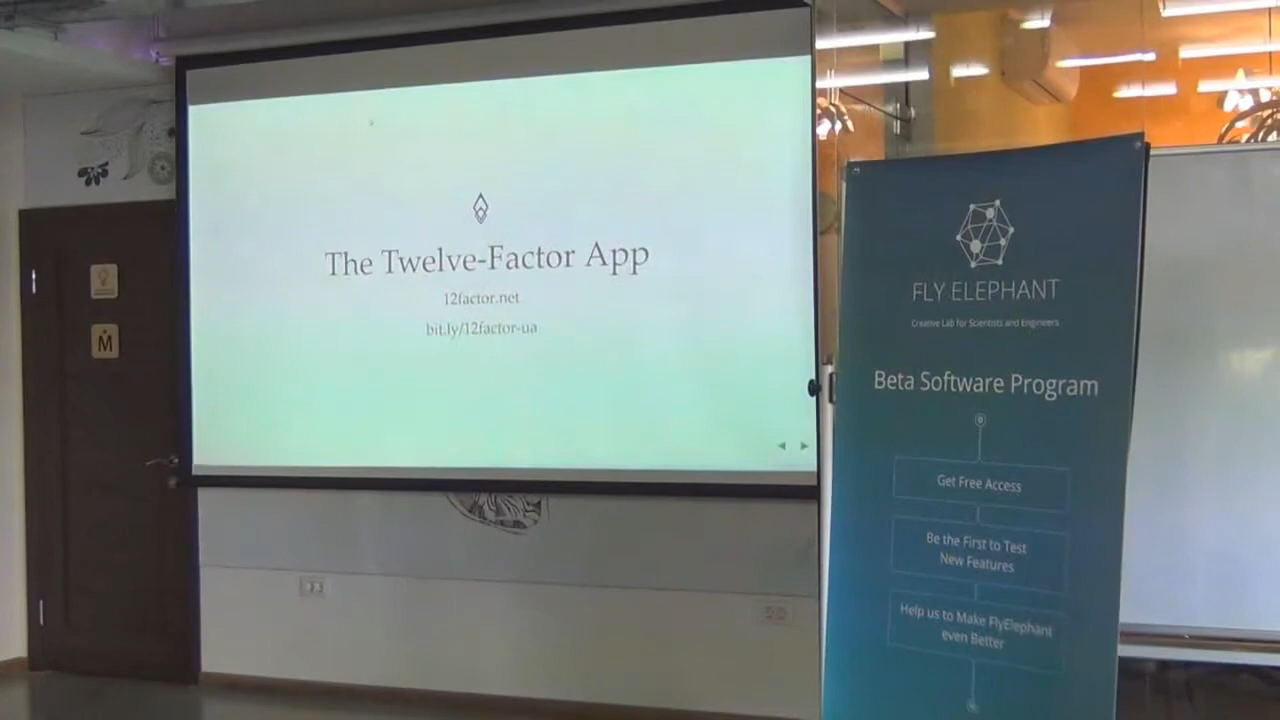 The Twelve-Factor App
12factor.net
bit.ly/12factor-ua
M
FLY ELEPHANT
Creative Lab for Scientists and Engineers
Beta Software Program
Get Free Access
Be the First to Test
New Features
Help us to Make FlyElephant
even Better